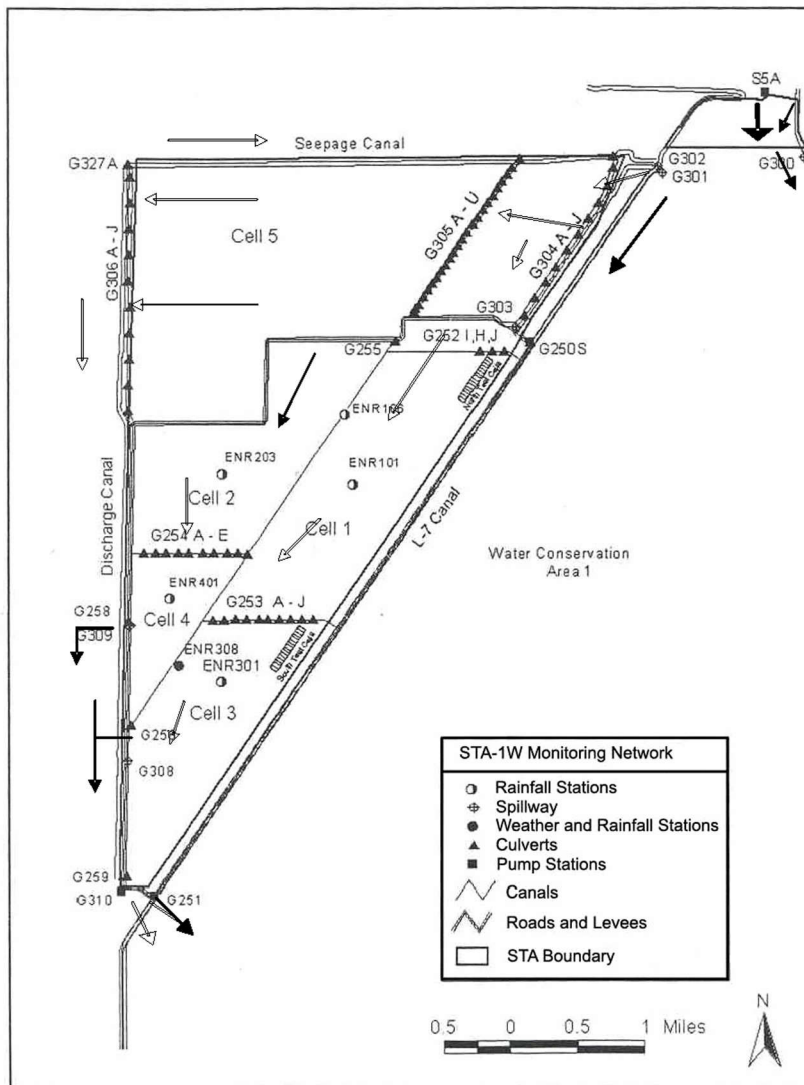 S5A
Seepage Canal
G327A
G302
G300
G301
G306 A - J
Cell 5
G305 A - U
G304 A - J
G303
G252 I,H,J
G255
G250S
North Test Cells
ENR203
ENR101
Cell 2
Discharge Canal
Cell 1
L-7 Canal
G254 A - E
Water Conservation
Area 1
ENR401
G253 A - J
G258
Cell 4
G309
South Test Cells
ENR308
ENR301
Cell 3
G308
STA-1W Monitoring Network
Rainfall Stations
Spillway
Weather and Rainfall Stations
Culverts
Pump Stations
Canals
Roads and Levees
STA Boundary
G259
G310
G251
N
0.5 0 0.5 1 Miles